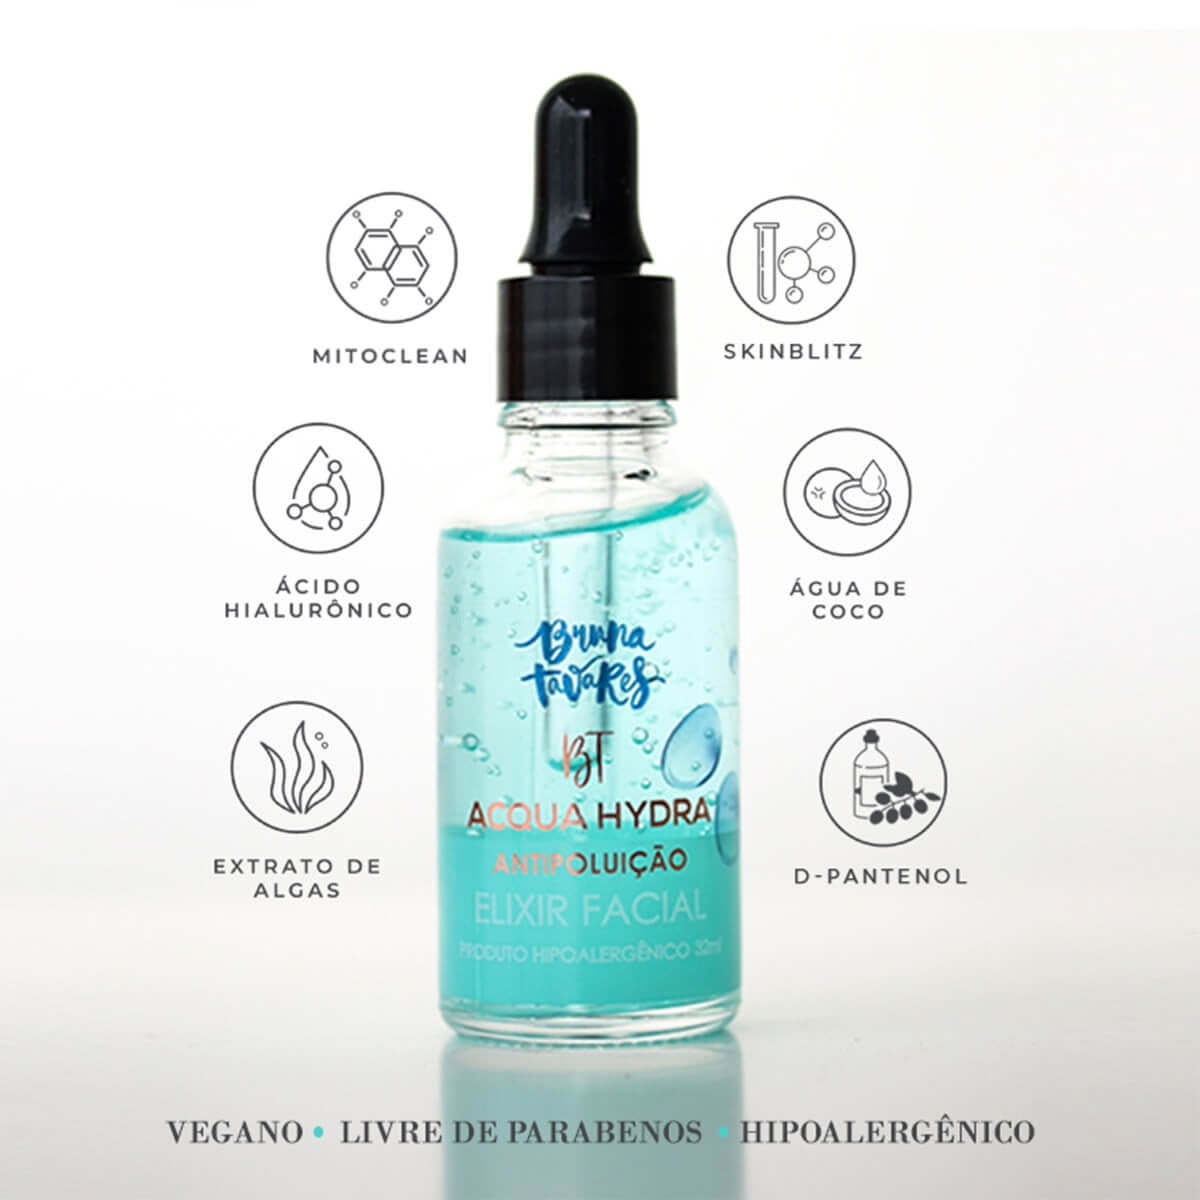 MITOCLEAN
SKINBLITZ
ÁCIDO
HIALURÔNICO
ÁGUA DE
COCO
Bruna
tavares
BT
ACQUA HYDRA
ANTIPOLUIÇÃO
ELIXIR FACIAL
PRODUTO HIPOALERGÊNICO 32ml
EXTRATO DE
ALGAS
D-PANTENOL
VEGANO • LIVRE DE PARABENOS • HIPOALERGÊNICO